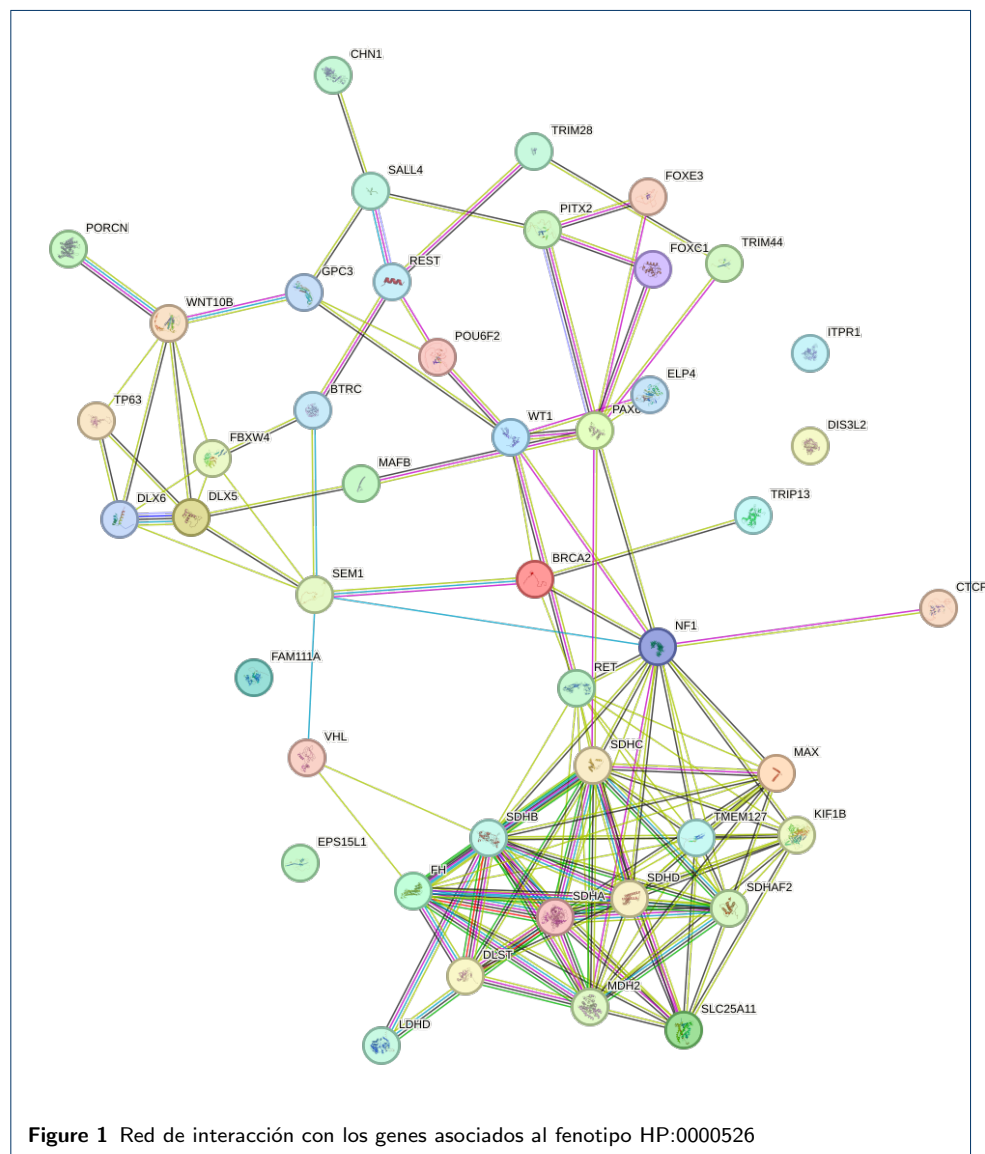 CHN1
TRIM28
SALL4
FOXE3
PITX2
PORCN
FOXC1
TRIM44
REST
GPC3
WNT10B
ITPR1
POU6F2
ELP4
BTRC
TP63
WT1
PAX6
DIS3L2
FBXW4
MAFB
DLX6
DLX5
TRIP13
BRCA2
SEM1
CTCF
NF1
FAM111A
RET
VHL
SDHC
MAX
SDHB
TMEM127
KIF1B
EPS15L1
FH
SDHD
SDHA
SDHAF2
DLST
MDH2
SLC25A11
LDHD
Figure 1 Red de interacción con los genes asociados al fenotipo HP:0000526